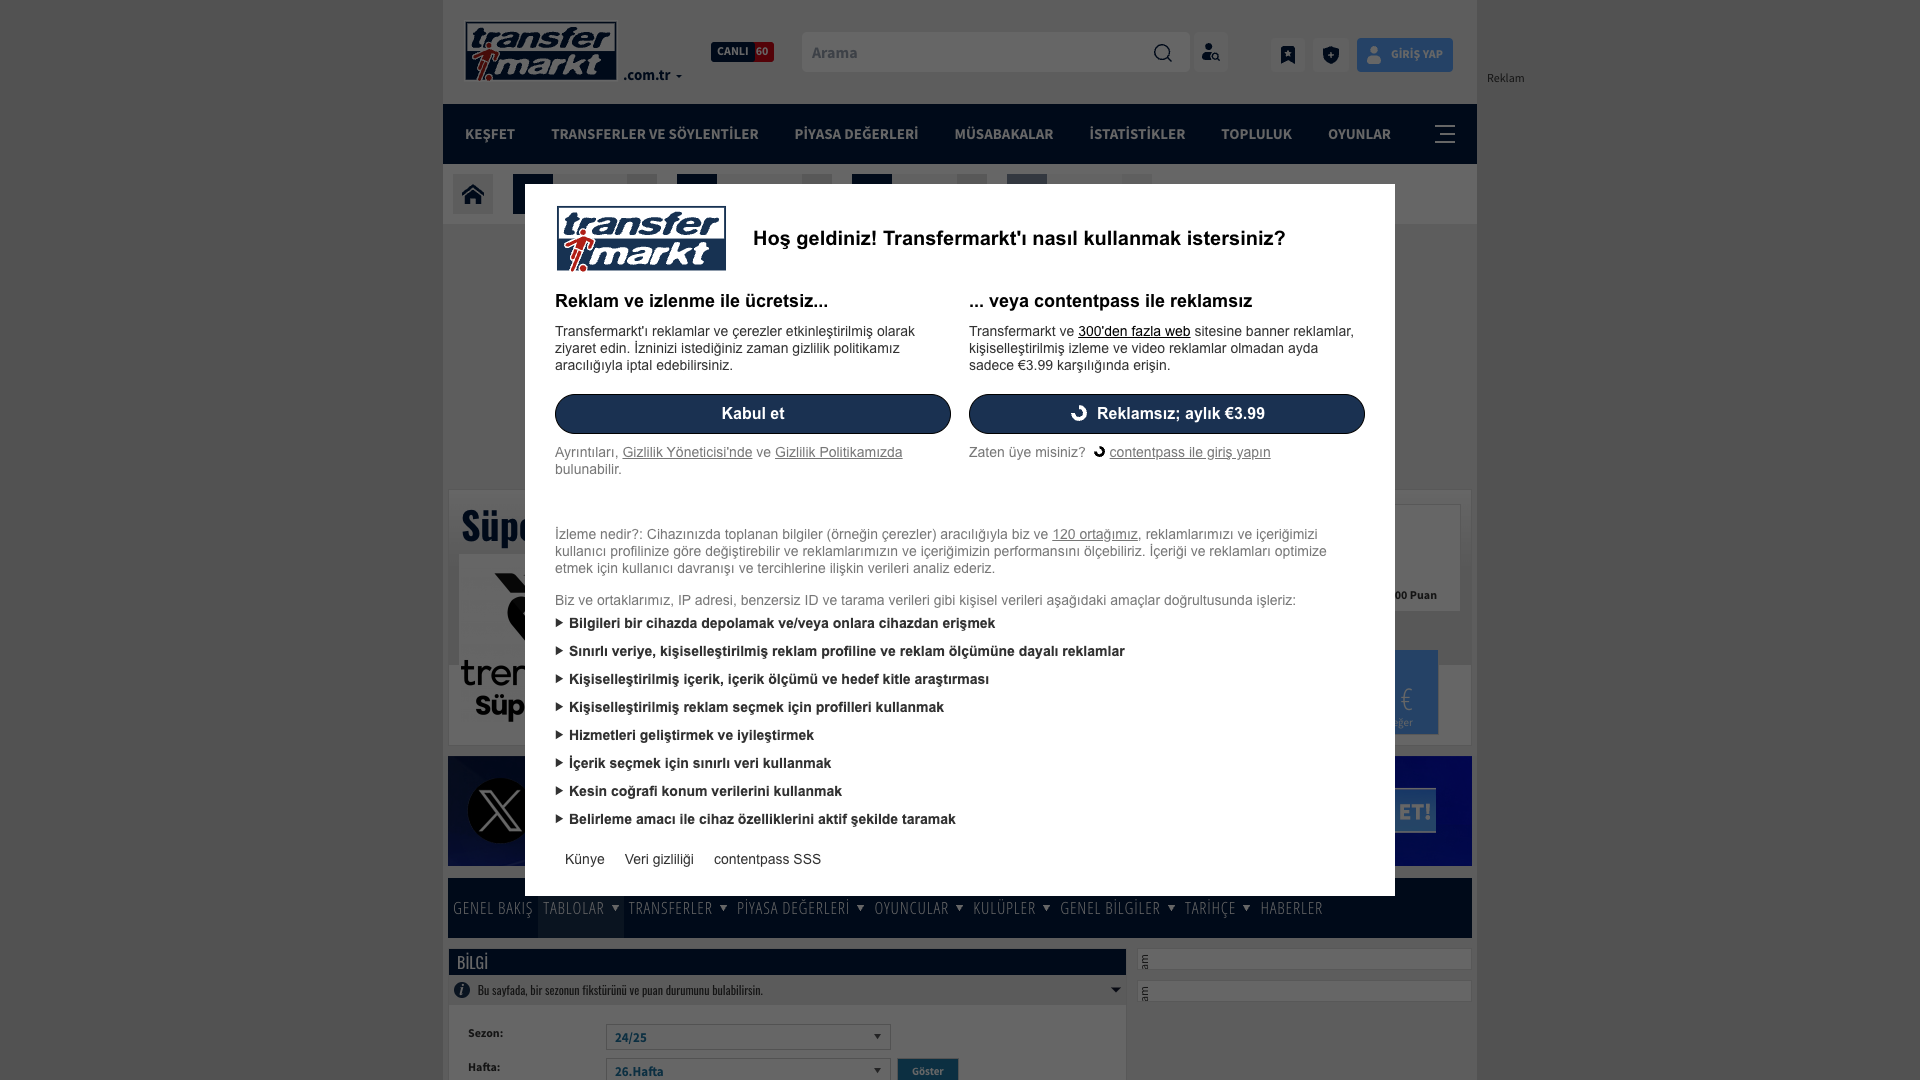 transfer
markt
.com.tr
CANLI 60
Arama
GİRİŞ YAP
Reklam
KEŞFET TRANSFERLER VE SÖYLENTİLER PİYASA DEĞERLERİ MÜSABAKALAR İSTATİSTİKLER TOPLULUK OYUNLAR
transfer
markt
Hoş geldiniz! Transfermarkt'ı nasıl kullanmak istersiniz?
Reklam ve izlenme ile ücretsiz...
Transfermarkt'ı reklamlar ve çerezler etkinleştirilmiş olarak
ziyaret edin. İzninizi istediğiniz zaman gizlilik politikamız
aracılığıyla iptal edebilirsiniz.
Kabul et
Ayrıntıları, Gizlilik Yöneticisi'nde ve Gizlilik Politikamızda
bulunabilir.
... veya contentpass ile reklamsız
Transfermarkt ve 300'den fazla web sitesine banner reklamlar,
kişiselleştirilmiş izleme ve video reklamlar olmadan ayda
sadece €3.99 karşılığında erişin.
Reklamsız; aylık €3.99
Zaten üye misiniz? contentpass ile giriş yapın
İzleme nedir?: Cihazınızda toplanan bilgiler (örneğin çerezler) aracılığıyla biz ve 120 ortağımız, reklamlarımızı ve içeriğimizi
kullanıcı profilinize göre değiştirebilir ve reklamlarımızın ve içeriğimizin performansını ölçebiliriz. İçeriği ve reklamları optimize
etmek için kullanıcı davranışı ve tercihlerine ilişkin verileri analiz ederiz.
Biz ve ortaklarımız, IP adresi, benzersiz ID ve tarama verileri gibi kişisel verileri aşağıdaki amaçlar doğrultusunda işleriz:
Bilgileri bir cihazda depolamak ve/veya onlara cihazdan erişmek
Sınırlı veriye, kişiselleştirilmiş reklam profiline ve reklam ölçümüne dayalı reklamlar
Kişiselleştirilmiş içerik, içerik ölçümü ve hedef kitle araştırması
Kişiselleştirilmiş reklam seçmek için profilleri kullanmak
Hizmetleri geliştirmek ve iyileştirmek
İçerik seçmek için sınırlı veri kullanmak
Kesin coğrafi konum verilerini kullanmak
Belirleme amacı ile cihaz özelliklerini aktif şekilde taramak
Künye Veri gizliliği contentpass SSS
Süpe
tren
Süp
00 Puan
€
eğer
ET!
GENEL BAKIŞ TABLOLAR TRANSFERLER PİYASA DEĞERLERİ OYUNCULAR KULÜPLER GENEL BİLGİLER TARİHÇE HABERLER
BİLGİ
Bu sayfada, bir sezonun fikstürünü ve puan durumunu bulabilirsin.
Sezon: 24/25
Hafta: 26.Hafta Göster
am
am